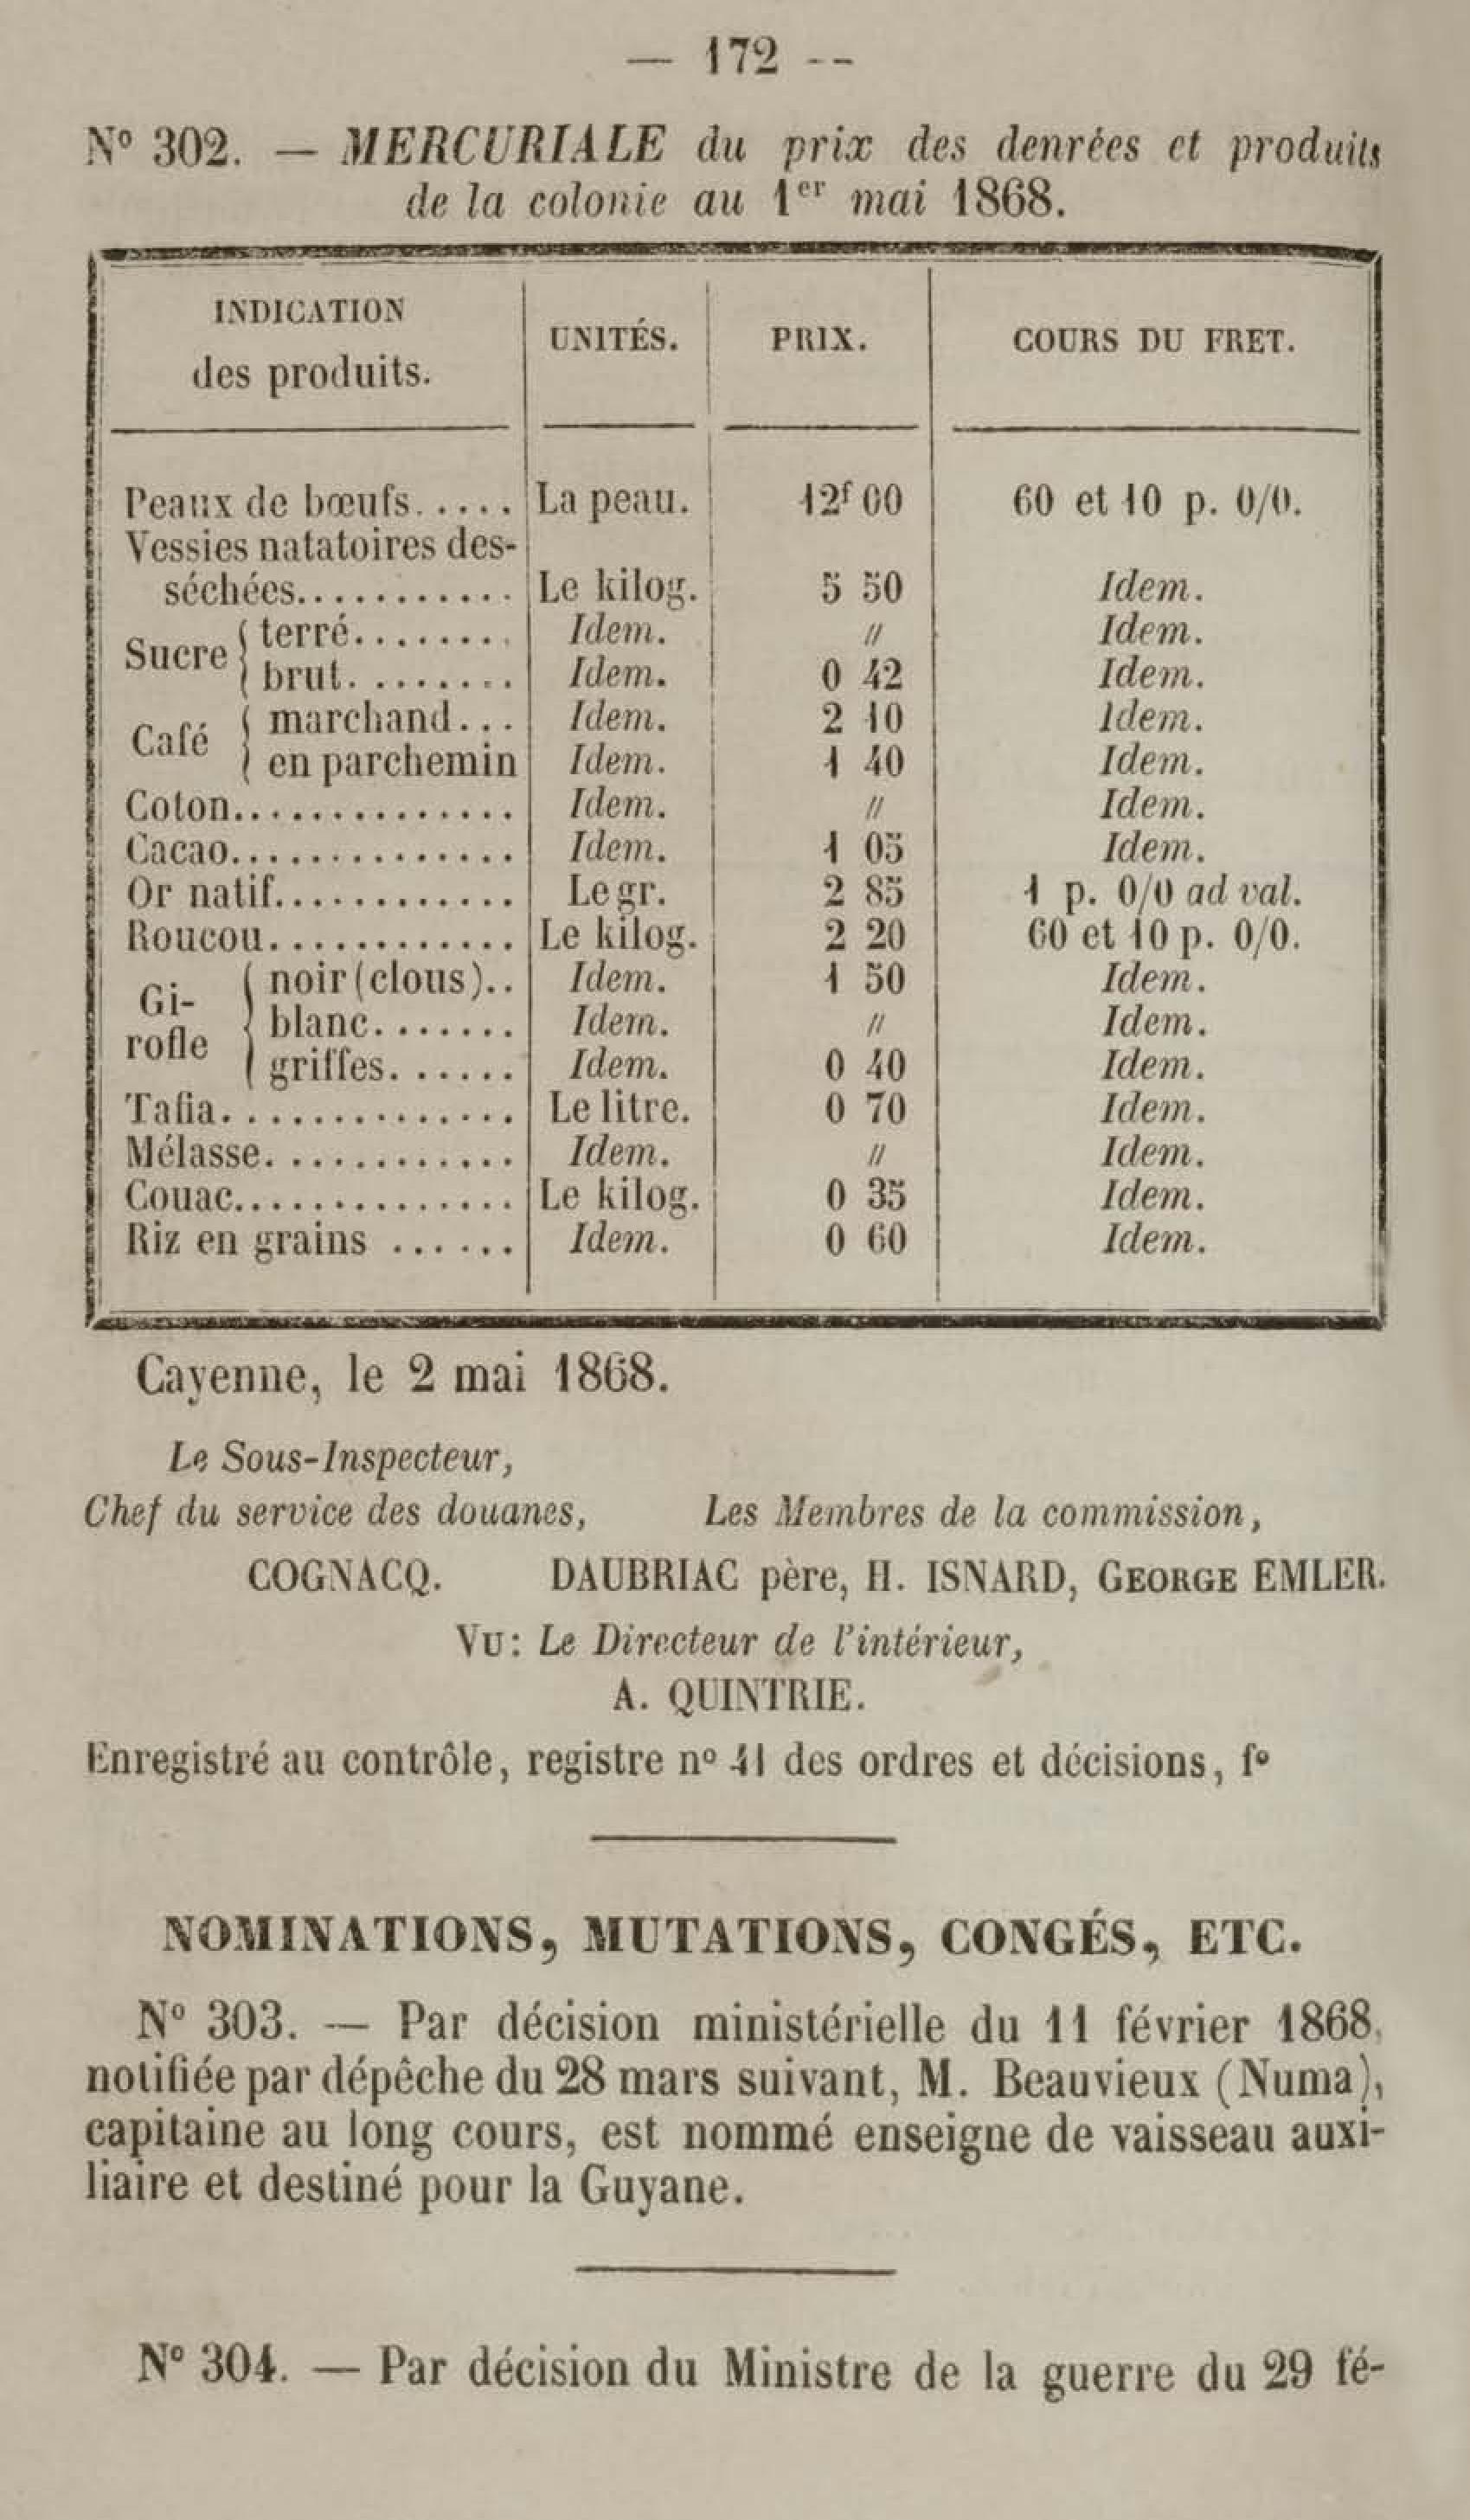 — 172 --
N° 302. — MERCURIALE du prix des denrées et produits
de la colonie au 1er mai 1868.
INDICATION
des produits. UNITÉS. PRIX. COURS DU FRET.
Peaux de bœufs..... La peau. 12f 00 60 et 10 p. 0/0.
Vessies natatoires des-
séchées........... Le kilog. 5 50 Idem.
Sucre { terré........ Idem. " Idem.
{ brut......... Idem. 0 42 Idem.
Café { marchand... Idem. 2 10 Idem.
{ en parchemin Idem. 1 40 Idem.
Coton.............. Idem. " Idem.
Cacao.............. Idem. 1 05 Idem.
Or natif............ Le gr. 2 85 1 p. 0/0 ad val.
Roucou............ Le kilog. 2 20 60 et 10 p. 0/0.
Gi-rofle { noir (clous).. Idem. 1 50 Idem.
{ blanc....... Idem. " Idem.
{ griffes...... Idem. 0 40 Idem.
Tafia.............. Le litre. 0 70 Idem.
Mélasse............ Idem. " Idem.
Couac.............. Le kilog. 0 35 Idem.
Riz en grains ...... Idem. 0 60 Idem.
Cayenne, le 2 mai 1868.
Le Sous-Inspecteur,
Chef du service des douanes, Les Membres de la commission,
COGNACQ. DAUBRIAC père, H. ISNARD, GEORGE EMLER.
VU: Le Directeur de l'intérieur,
A. QUINTRIE.
Enregistré au contrôle, registre n° 41 des ordres et décisions, f°
NOMINATIONS, MUTATIONS, CONGÉS, ETC.
N° 303. — Par décision ministérielle du 11 février 1868,
notifiée par dépêche du 28 mars suivant, M. Beauvieux (Numa),
capitaine au long cours, est nommé enseigne de vaisseau auxi-
liaire et destiné pour la Guyane.
N° 304. — Par décision du Ministre de la guerre du 29 fé-